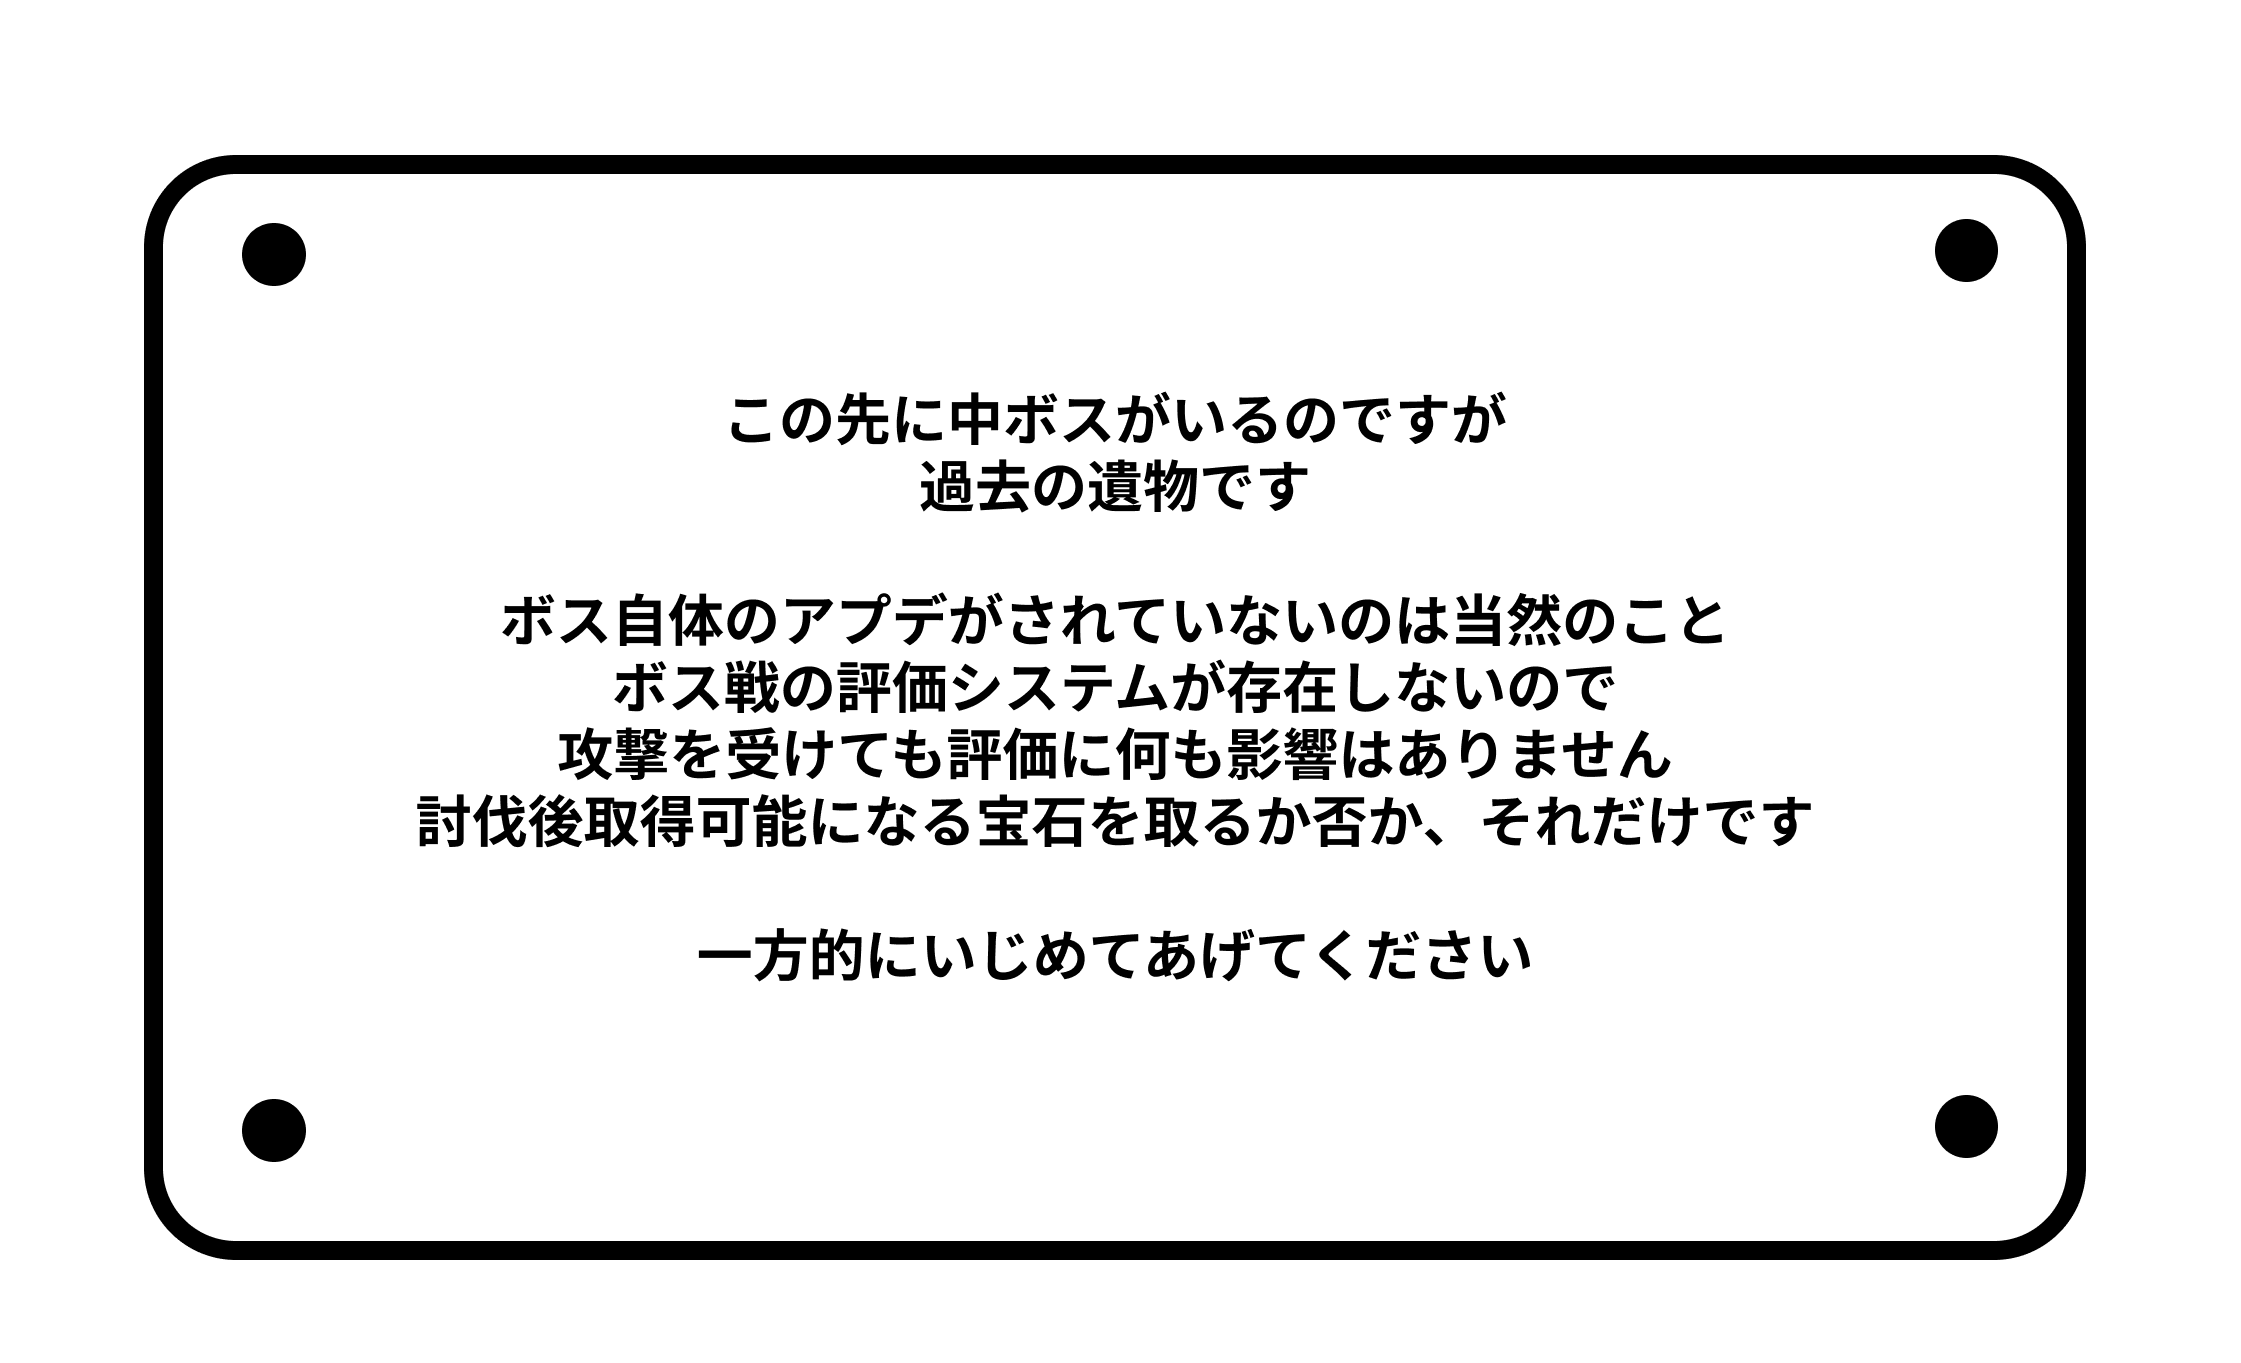 この先に中ボスがいるのですが
過去の遺物です
ボス自体のアプデがされていないのは当然のこと
ボス戦の評価システムが存在しないので
攻撃を受けても評価に何も影響はありません
討伐後取得可能になる宝石を取るか否か、それだけです
一方的にいじめてあげてください